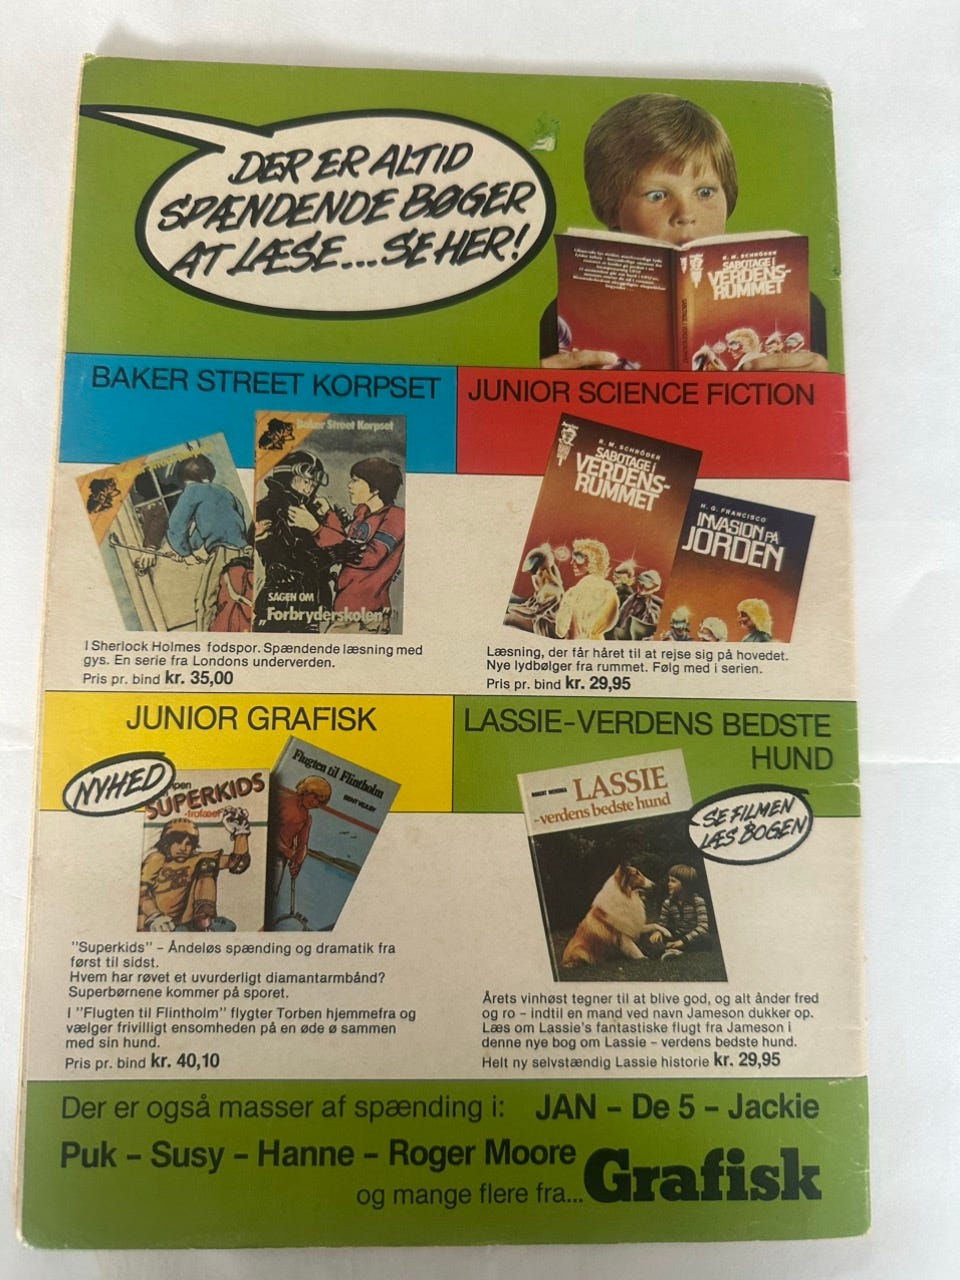 DER ER ALTID
SPÆNDENDE BØGER
AT LÆSE...SE HER!
R. M. SCHRÖDER
SABOTAGE I
VERDENS-
RUMMET
BAKER STREET KORPSET
JUNIOR SCIENCE FICTION
Baker Street Korpset
SAGEN OM
„Forbryderskolen”
R. M. SCHRÖDER
SABOTAGE I
VERDENS-
RUMMET
H. G. FRANCISCO
INVASION PÅ
JORDEN
I Sherlock Holmes fodspor. Spændende læsning med
gys. En serie fra Londons underverden.
Pris pr. bind kr. 35,00
Læsning, der får håret til at rejse sig på hovedet.
Nye lydbølger fra rummet. Følg med i serien.
Pris pr. bind kr. 29,95
JUNIOR GRAFISK
LASSIE–VERDENS BEDSTE
HUND
NYHED
SUPERKIDS
-trofæet
Flugten til Flintholm
LASSIE
–verdens bedste hund
SE FILMEN
LÆS BOGEN
"Superkids" – Åndeløs spænding og dramatik fra
først til sidst.
Hvem har røvet et uvurderligt diamantarmbånd?
Superbørnene kommer på sporet.
I "Flugten til Flintholm" flygter Torben hjemmefra og
vælger frivilligt ensomheden på en øde ø sammen
med sin hund.
Pris pr. bind kr. 40,10
Årets vinhøst tegner til at blive god, og alt ånder fred
og ro – indtil en mand ved navn Jameson dukker op.
Læs om Lassie's fantastiske flugt fra Jameson i
denne nye bog om Lassie – verdens bedste hund.
Helt ny selvstændig Lassie historie kr. 29,95
Der er også masser af spænding i: JAN – De 5 – Jackie
Puk – Susy – Hanne – Roger Moore
og mange flere fra... Grafisk